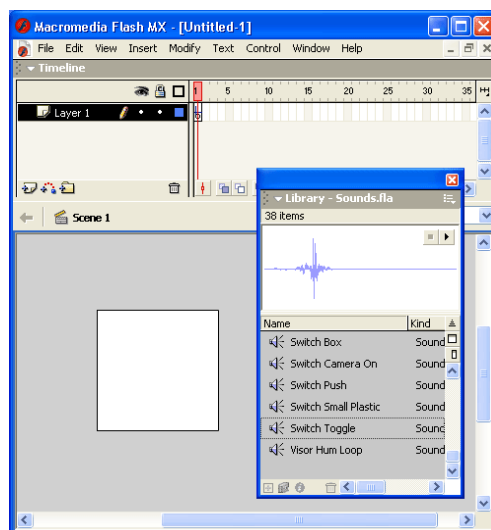 Macromedia Flash MX - [Untitled-1]
File Edit View Insert Modify Text Control Window Help
Timeline
1 5 10 15 20 25 30 35
Layer 1
Scene 1
Library - Sounds.fla
38 items
Name Kind
Switch Box Sound
Switch Camera On Sound
Switch Push Sound
Switch Small Plastic Sound
Switch Toggle Sound
Visor Hum Loop Sound